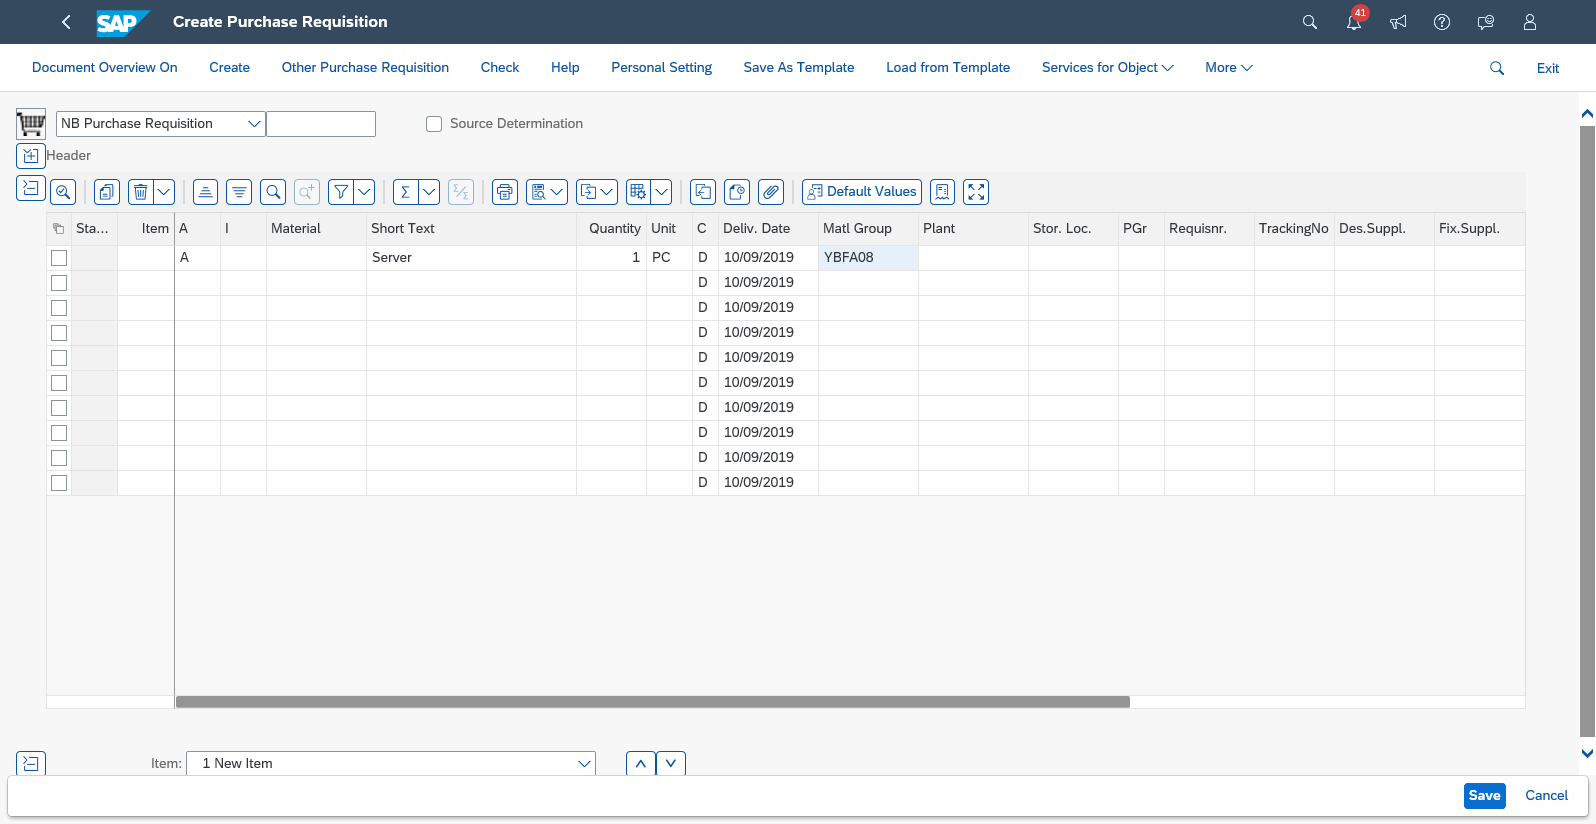 SAP Create Purchase Requisition 41
Document Overview On Create Other Purchase Requisition Check Help Personal Setting Save As Template Load from Template Services for Object More Exit
NB Purchase Requisition Source Determination
Header
Default Values
Sta... Item A I Material Short Text Quantity Unit C Deliv. Date Matl Group Plant Stor. Loc. PGr Requisnr. TrackingNo Des.Suppl. Fix.Suppl.
A Server 1 PC D 10/09/2019 YBFA08
D 10/09/2019
D 10/09/2019
D 10/09/2019
D 10/09/2019
D 10/09/2019
D 10/09/2019
D 10/09/2019
D 10/09/2019
D 10/09/2019
Item: 1 New Item
Save Cancel